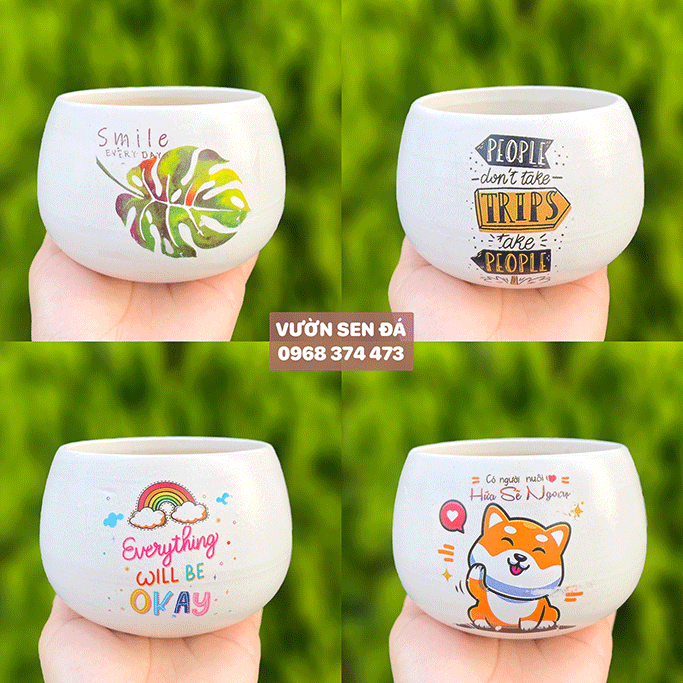 Smile
EVERY DAY
PEOPLE
don't take
TRIPS
take
PEOPLE
VƯỜN SEN ĐÁ
0968 374 473
Everything
WILL BE
OKAY
Có người nuôi
Hứa Sẽ Ngoan